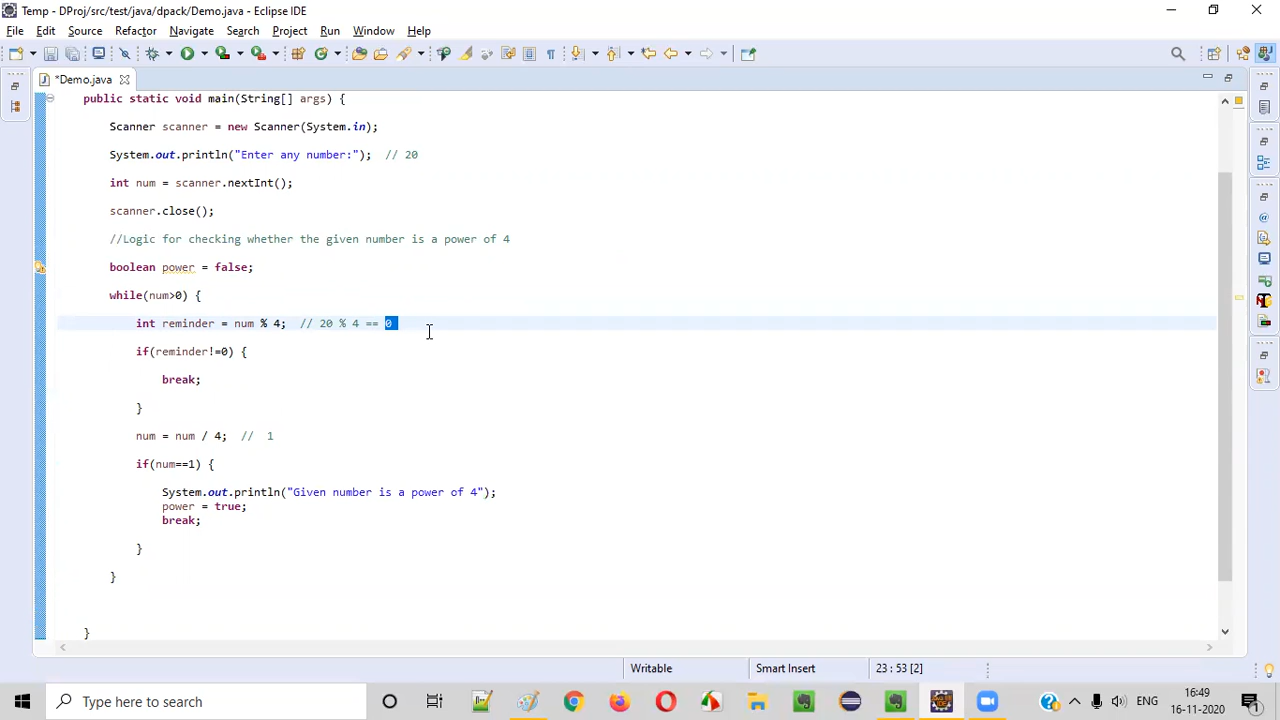 Temp - DProj/src/test/java/dpack/Demo.java - Eclipse IDE
File Edit Source Refactor Navigate Search Project Run Window Help
*Demo.java
public static void main(String[] args) {
Scanner scanner = new Scanner(System.in);
System.out.println("Enter any number:");  // 20
int num = scanner.nextInt();
scanner.close();
//Logic for checking whether the given number is a power of 4
boolean power = false;
while(num>0) {
int reminder = num % 4;  // 20 % 4 == 0
if(reminder!=0) {
break;
}
num = num / 4;  //  1
if(num==1) {
System.out.println("Given number is a power of 4");
power = true;
break;
}
}
}
Writable Smart Insert 23 : 53 [2]
Type here to search
ENG
16:49
16-11-2020